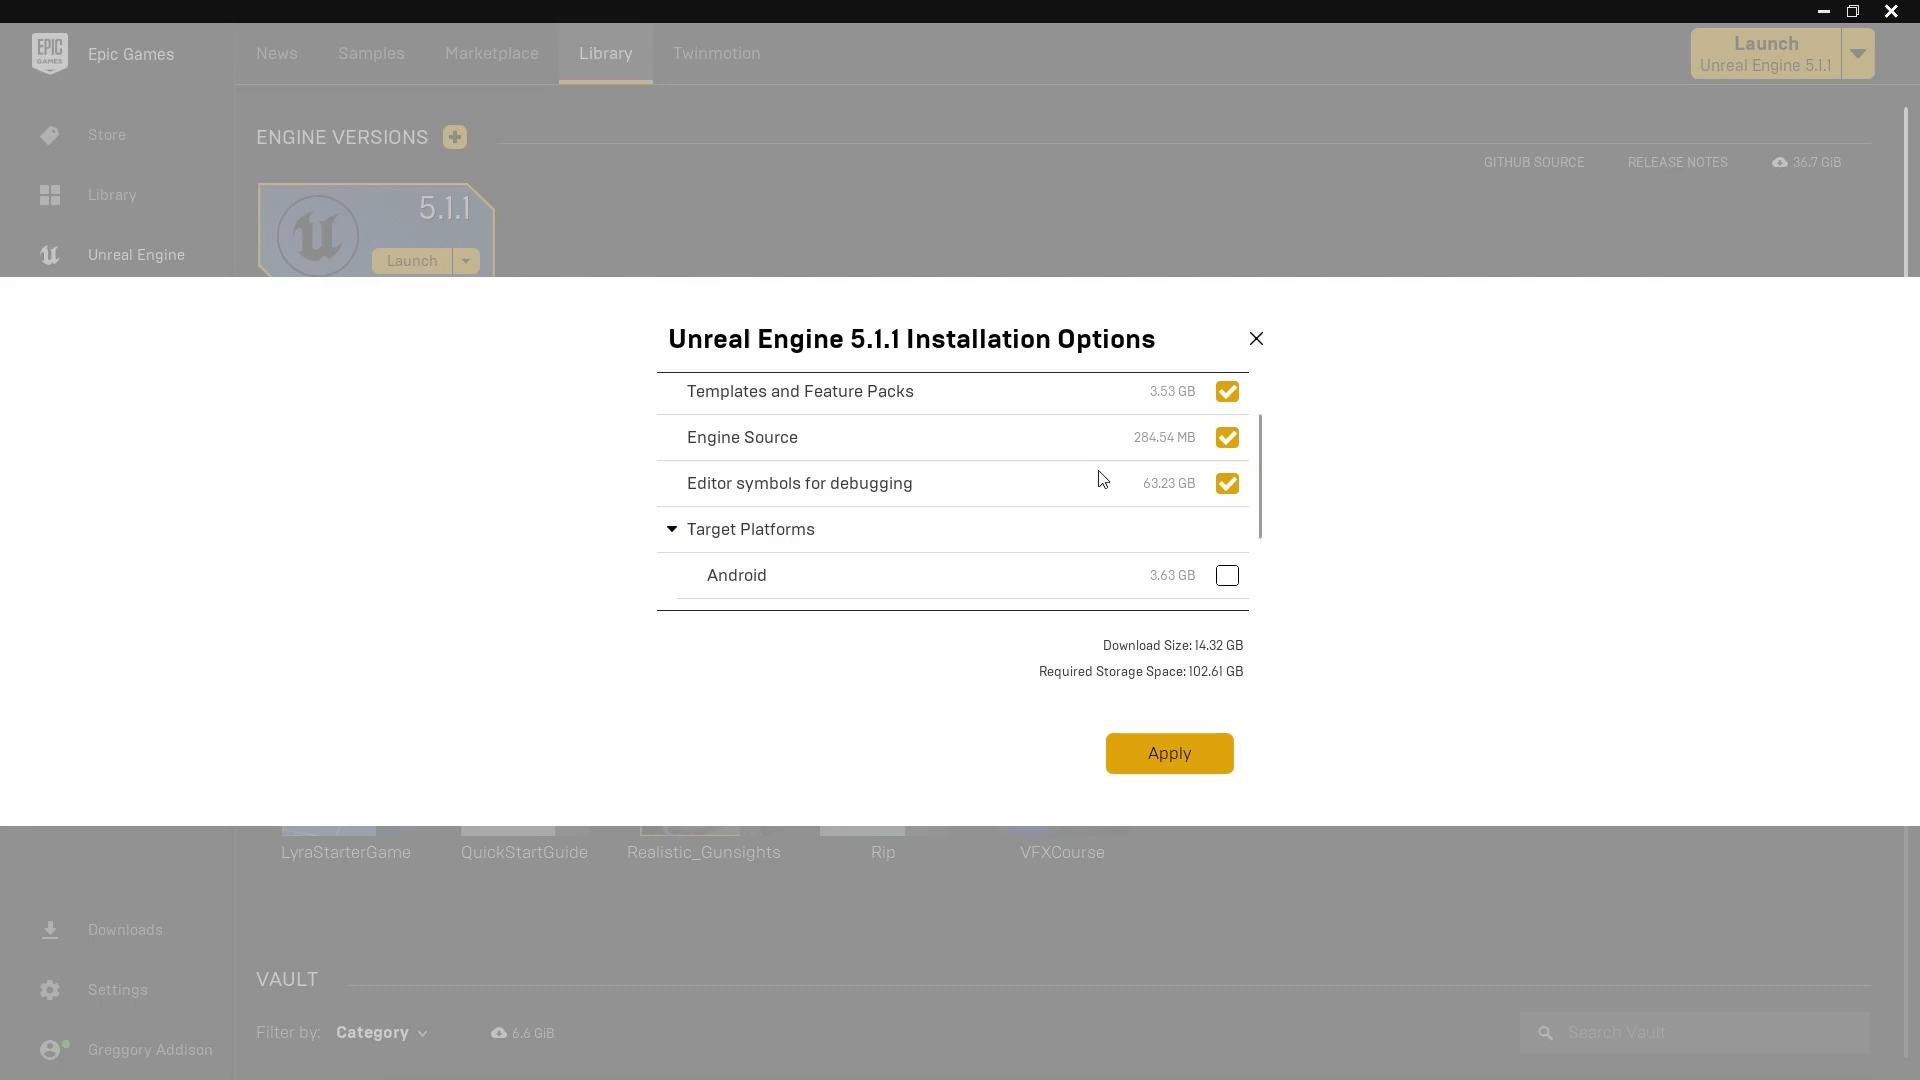 EPIC
GAMES
Epic Games
News
Samples
Marketplace
Library
Twinmotion
Launch
Unreal Engine 5.1.1
Store
Library
Unreal Engine
ENGINE VERSIONS
GITHUB SOURCE
RELEASE NOTES
36.7 GiB
5.1.1
Launch
Unreal Engine 5.1.1 Installation Options
Templates and Feature Packs 3.53 GB
Engine Source 284.54 MB
Editor symbols for debugging 63.23 GB
Target Platforms
Android 3.63 GB
Download Size: 14.32 GB
Required Storage Space: 102.61 GB
Apply
LyraStarterGame
QuickStartGuide
Realistic_Gunsights
Rip
VFXCourse
Downloads
Settings
Greggory Addison
VAULT
Filter by: Category
6.6 GiB
Search Vault